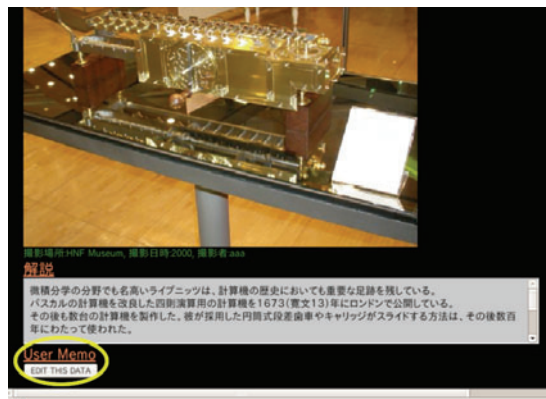 撮影場所:HNF Museum, 撮影日時:2000, 撮影者:aaa
解説
微積分学の分野でも名高いライプニッツは、計算機の歴史においても重要な足跡を残している。
パスカルの計算機を改良した四則演算用の計算機を1673(寛文13)年にロンドンで公開している。
その後も数台の計算機を製作した。彼が採用した円筒式段差歯車やキャリッジがスライドする方法は、その後数百
年にわたって使われた。
User Memo
EDIT THIS DATA